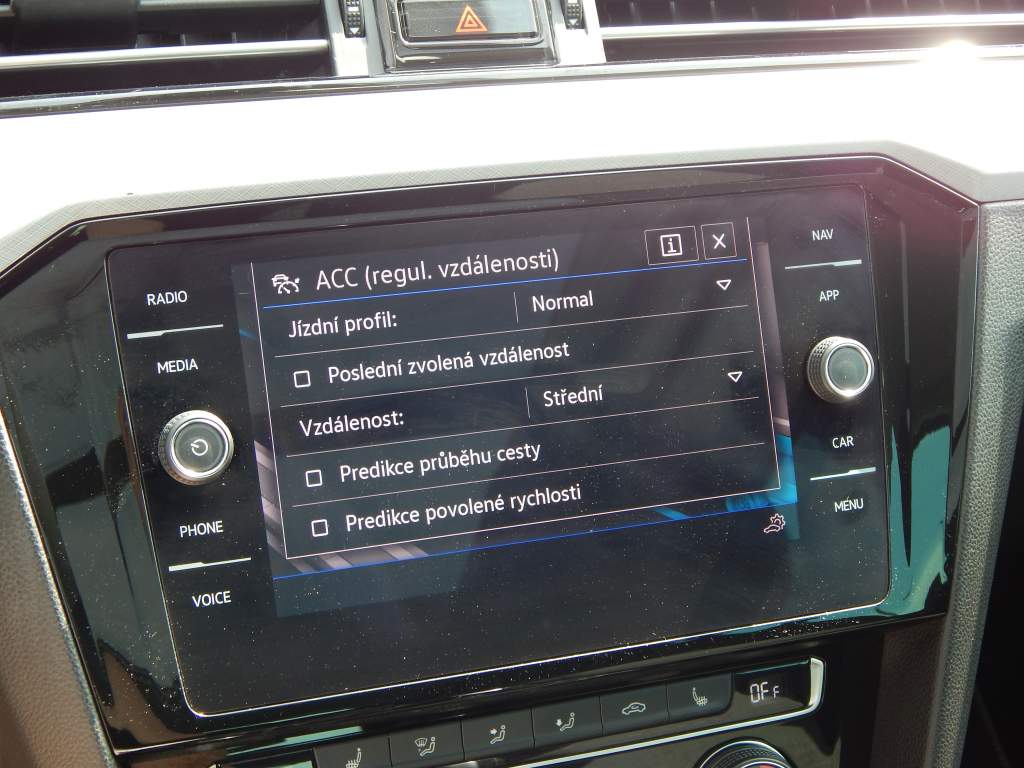 ACC (regul. vzdálenosti)
i
X
Jízdní profil: Normal
Poslední zvolená vzdálenost
Vzdálenost: Střední
Predikce průběhu cesty
Predikce povolené rychlosti
RADIO
MEDIA
PHONE
VOICE
NAV
APP
CAR
MENU
OFF